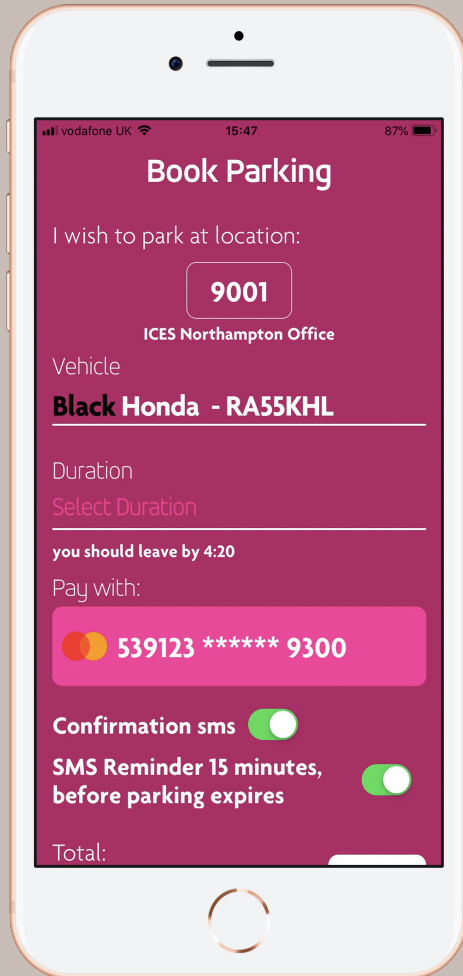 vodafone UK 15:47 87%
Book Parking
I wish to park at location:
9001
ICES Northampton Office
Vehicle
Black Honda - RA55KHL
Duration
Select Duration
you should leave by 4:20
Pay with:
539123 ****** 9300
Confirmation sms
SMS Reminder 15 minutes,
before parking expires
Total: